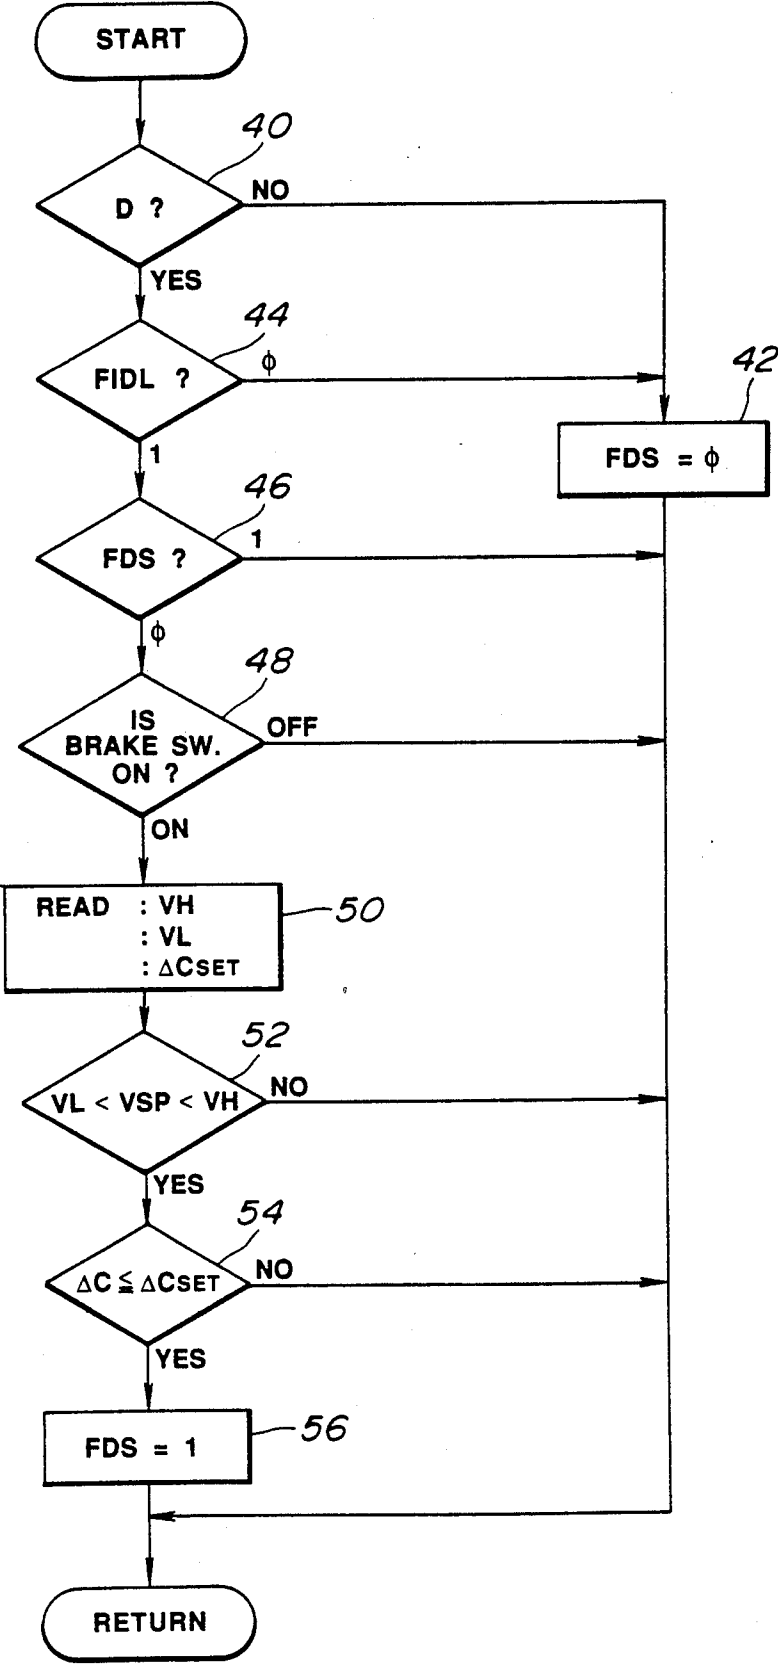 START
40
D ?
NO
YES
44
FIDL ?
ϕ
42
FDS = ϕ
1
46
FDS ?
1
ϕ
48
IS
BRAKE SW.
ON ?
OFF
ON
READ : VH
: VL
: ΔCSET
50
52
VL < VSP < VH
NO
YES
54
ΔC ≦ ΔCSET
NO
YES
FDS = 1
56
RETURN